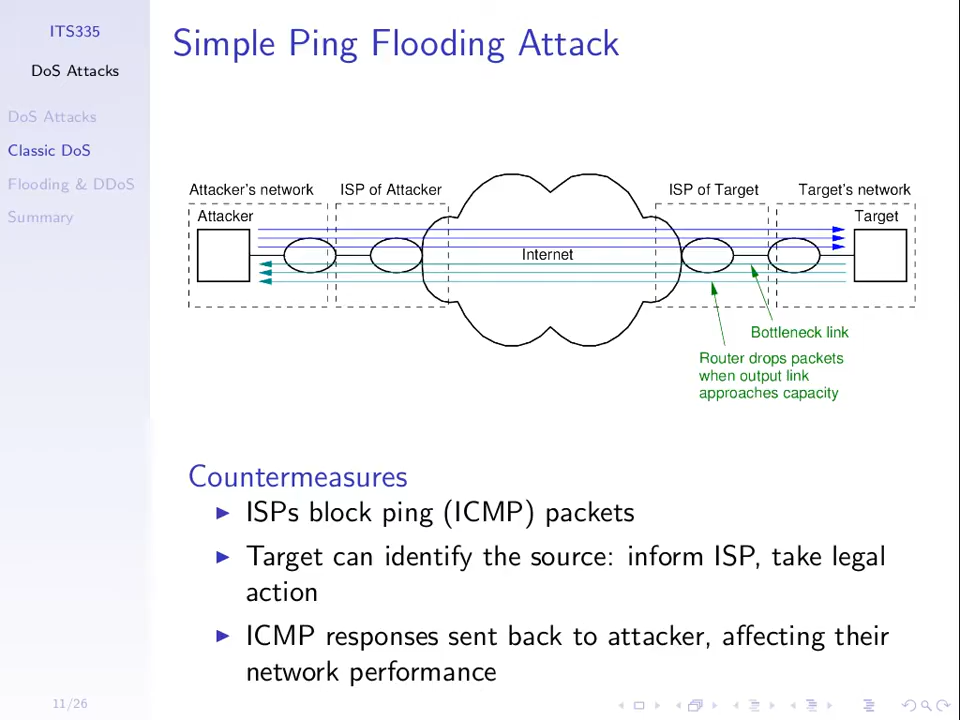 ITS335
DoS Attacks
DoS Attacks
Classic DoS
Flooding & DDoS
Summary
Simple Ping Flooding Attack
Attacker's network
ISP of Attacker
ISP of Target
Target's network
Attacker
Target
Internet
Bottleneck link
Router drops packets
when output link
approaches capacity
Countermeasures
ISPs block ping (ICMP) packets
Target can identify the source: inform ISP, take legal
action
ICMP responses sent back to attacker, affecting their
network performance
11/26